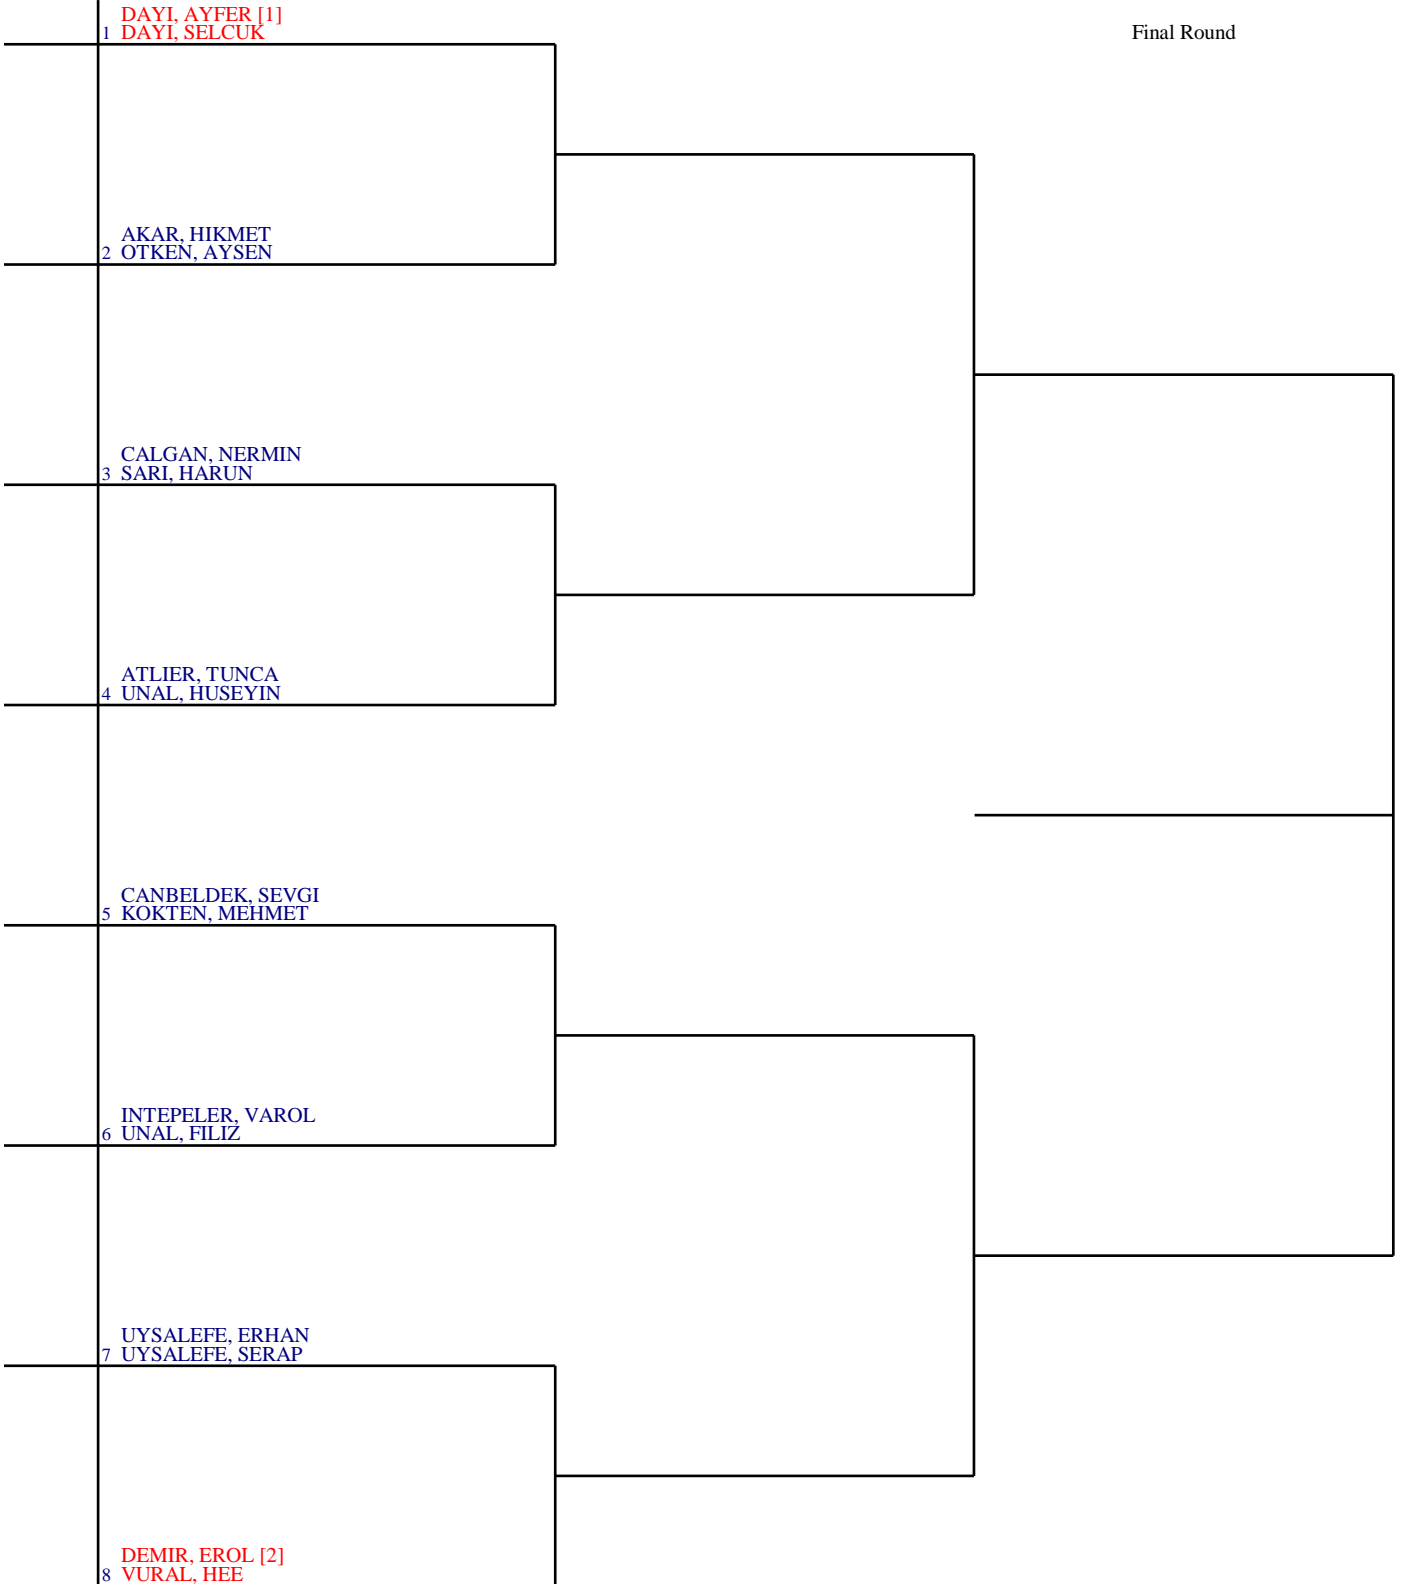 DAYI, AYFER [1]
1 DAYI, SELCUK
Final Round
AKAR, HIKMET
2 OTKEN, AYSEN
CALGAN, NERMIN
3 SARI, HARUN
ATLIER, TUNCA
4 UNAL, HUSEYIN
CANBELDEK, SEVGI
5 KOKTEN, MEHMET
INTEPELER, VAROL
6 UNAL, FILIZ
UYSALEFE, ERHAN
7 UYSALEFE, SERAP
DEMIR, EROL [2]
8 VURAL, HEE